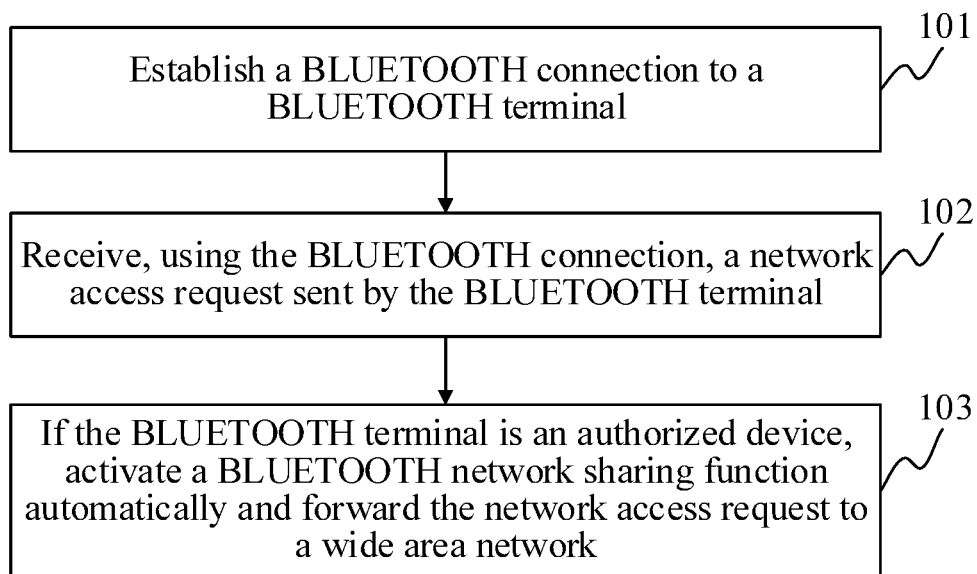 101
Establish a BLUETOOTH connection to a
BLUETOOTH terminal
102
Receive, using the BLUETOOTH connection, a network
access request sent by the BLUETOOTH terminal
103
If the BLUETOOTH terminal is an authorized device,
activate a BLUETOOTH network sharing function
automatically and forward the network access request to
a wide area network